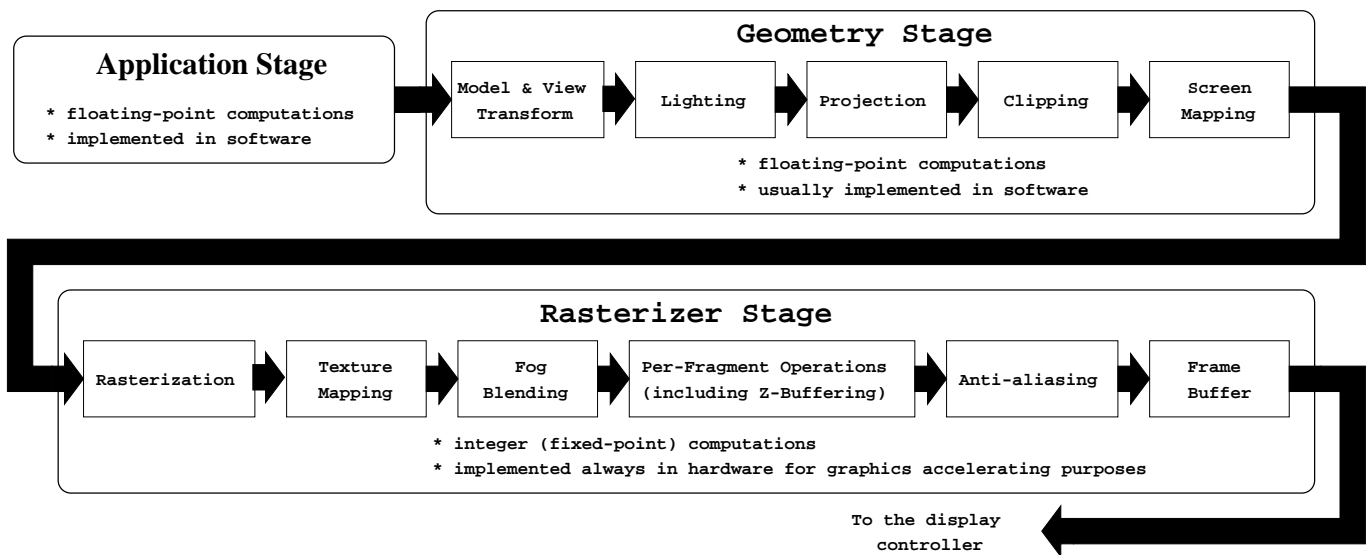 Application Stage
* floating-point computations
* implemented in software
Geometry Stage
Model & View
Transform
Lighting
Projection
Clipping
Screen
Mapping
* floating-point computations
* usually implemented in software
Rasterizer Stage
Rasterization
Texture
Mapping
Fog
Blending
Per-Fragment Operations
(including Z-Buffering)
Anti-aliasing
Frame
Buffer
* integer (fixed-point) computations
* implemented always in hardware for graphics accelerating purposes
To the display
controller